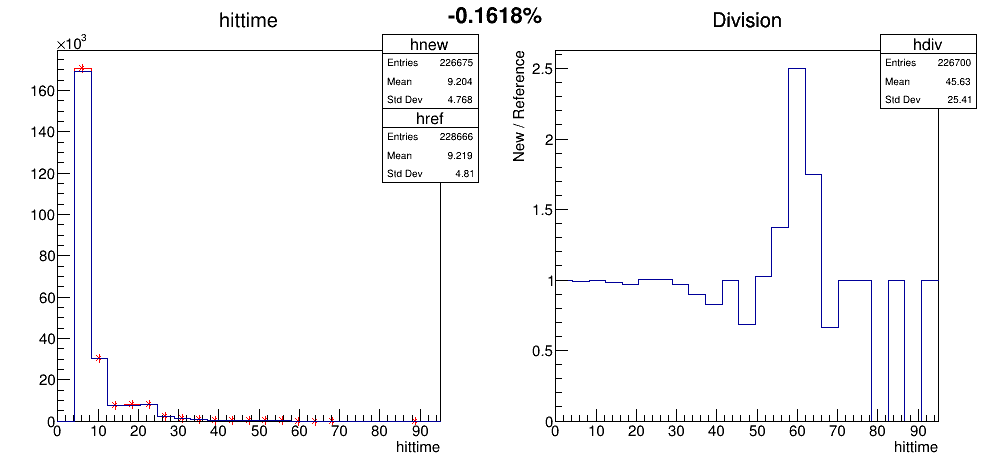 -0.1618%
hittime
×10³
160
140
120
100
80
60
40
20
0
0 10 20 30 40 50 60 70 80 90
hittime
hnew
Entries 226675
Mean 9.204
Std Dev 4.768
href
Entries 228666
Mean 9.219
Std Dev 4.81
Division
New / Reference
2.5
2
1.5
1
0.5
0
0 10 20 30 40 50 60 70 80 90
hittime
hdiv
Entries 226700
Mean 45.63
Std Dev 25.41